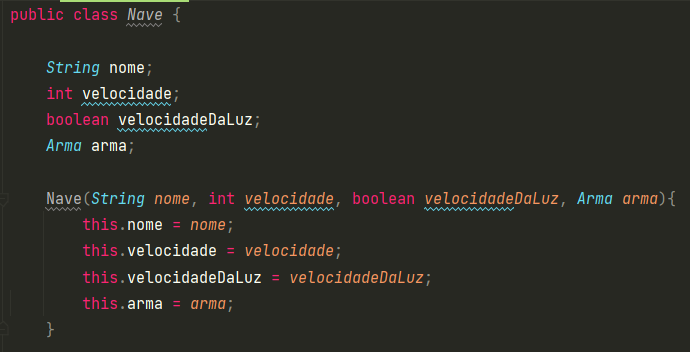 public class Nave {
String nome;
int velocidade;
boolean velocidadeDaLuz;
Arma arma;
Nave(String nome, int velocidade, boolean velocidadeDaLuz, Arma arma){
this.nome = nome;
this.velocidade = velocidade;
this.velocidadeDaLuz = velocidadeDaLuz;
this.arma = arma;
}